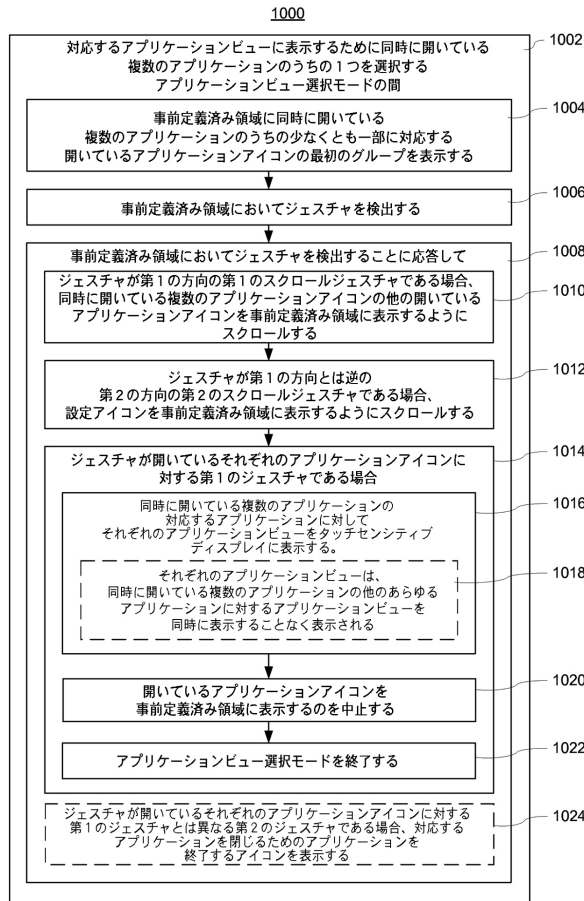 1000
1002
対応するアプリケーションビューに表示するために同時に開いている
複数のアプリケーションのうちの1つを選択する
アプリケーションビュー選択モードの間
1004
事前定義済み領域に同時に開いている
複数のアプリケーションのうちの少なくとも一部に対応する
開いているアプリケーションアイコンの最初のグループを表示する
1006
事前定義済み領域においてジェスチャを検出する
1008
事前定義済み領域においてジェスチャを検出することに応答して
1010
ジェスチャが第1の方向の第1のスクロールジェスチャである場合、
同時に開いている複数のアプリケーションアイコンの他の開いている
アプリケーションアイコンを事前定義済み領域に表示するように
スクロールする
1012
ジェスチャが第1の方向とは逆の
第2の方向の第2のスクロールジェスチャである場合、
設定アイコンを事前定義済み領域に表示するようにスクロールする
1014
ジェスチャが開いているそれぞれのアプリケーションアイコンに
対する第1のジェスチャである場合
1016
同時に開いている複数のアプリケーションの
対応するアプリケーションに対して
それぞれのアプリケーションビューをタッチセンシティブ
ディスプレイに表示する。
1018
それぞれのアプリケーションビューは、
同時に開いている複数のアプリケーションの他のあらゆる
アプリケーションに対するアプリケーションビューを
同時に表示することなく表示される
1020
開いているアプリケーションアイコンを
事前定義済み領域に表示するのを中止する
1022
アプリケーションビュー選択モードを終了する
1024
ジェスチャが開いているそれぞれのアプリケーションアイコンに対する
第1のジェスチャとは異なる第2のジェスチャである場合、対応する
アプリケーションを閉じるためのアプリケーションを
終了するアイコンを表示する